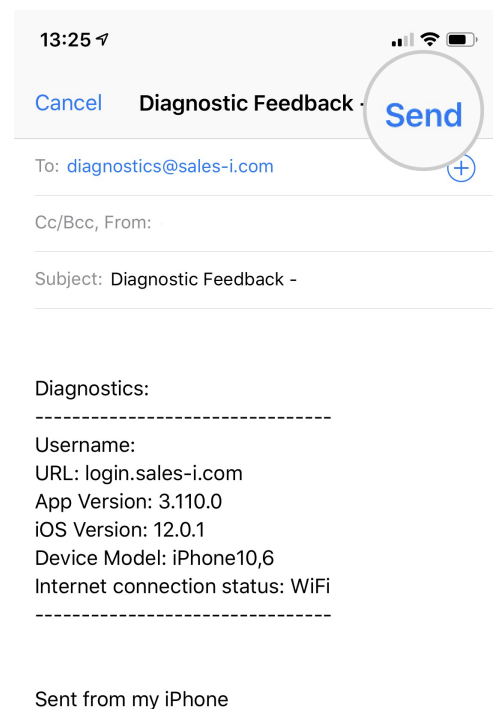 13:25
Cancel Diagnostic Feedback - Send
To: diagnostics@sales-i.com
Cc/Bcc, From:
Subject: Diagnostic Feedback -
Diagnostics:
--------------------------------
Username:
URL: login.sales-i.com
App Version: 3.110.0
iOS Version: 12.0.1
Device Model: iPhone10,6
Internet connection status: WiFi
--------------------------------
Sent from my iPhone